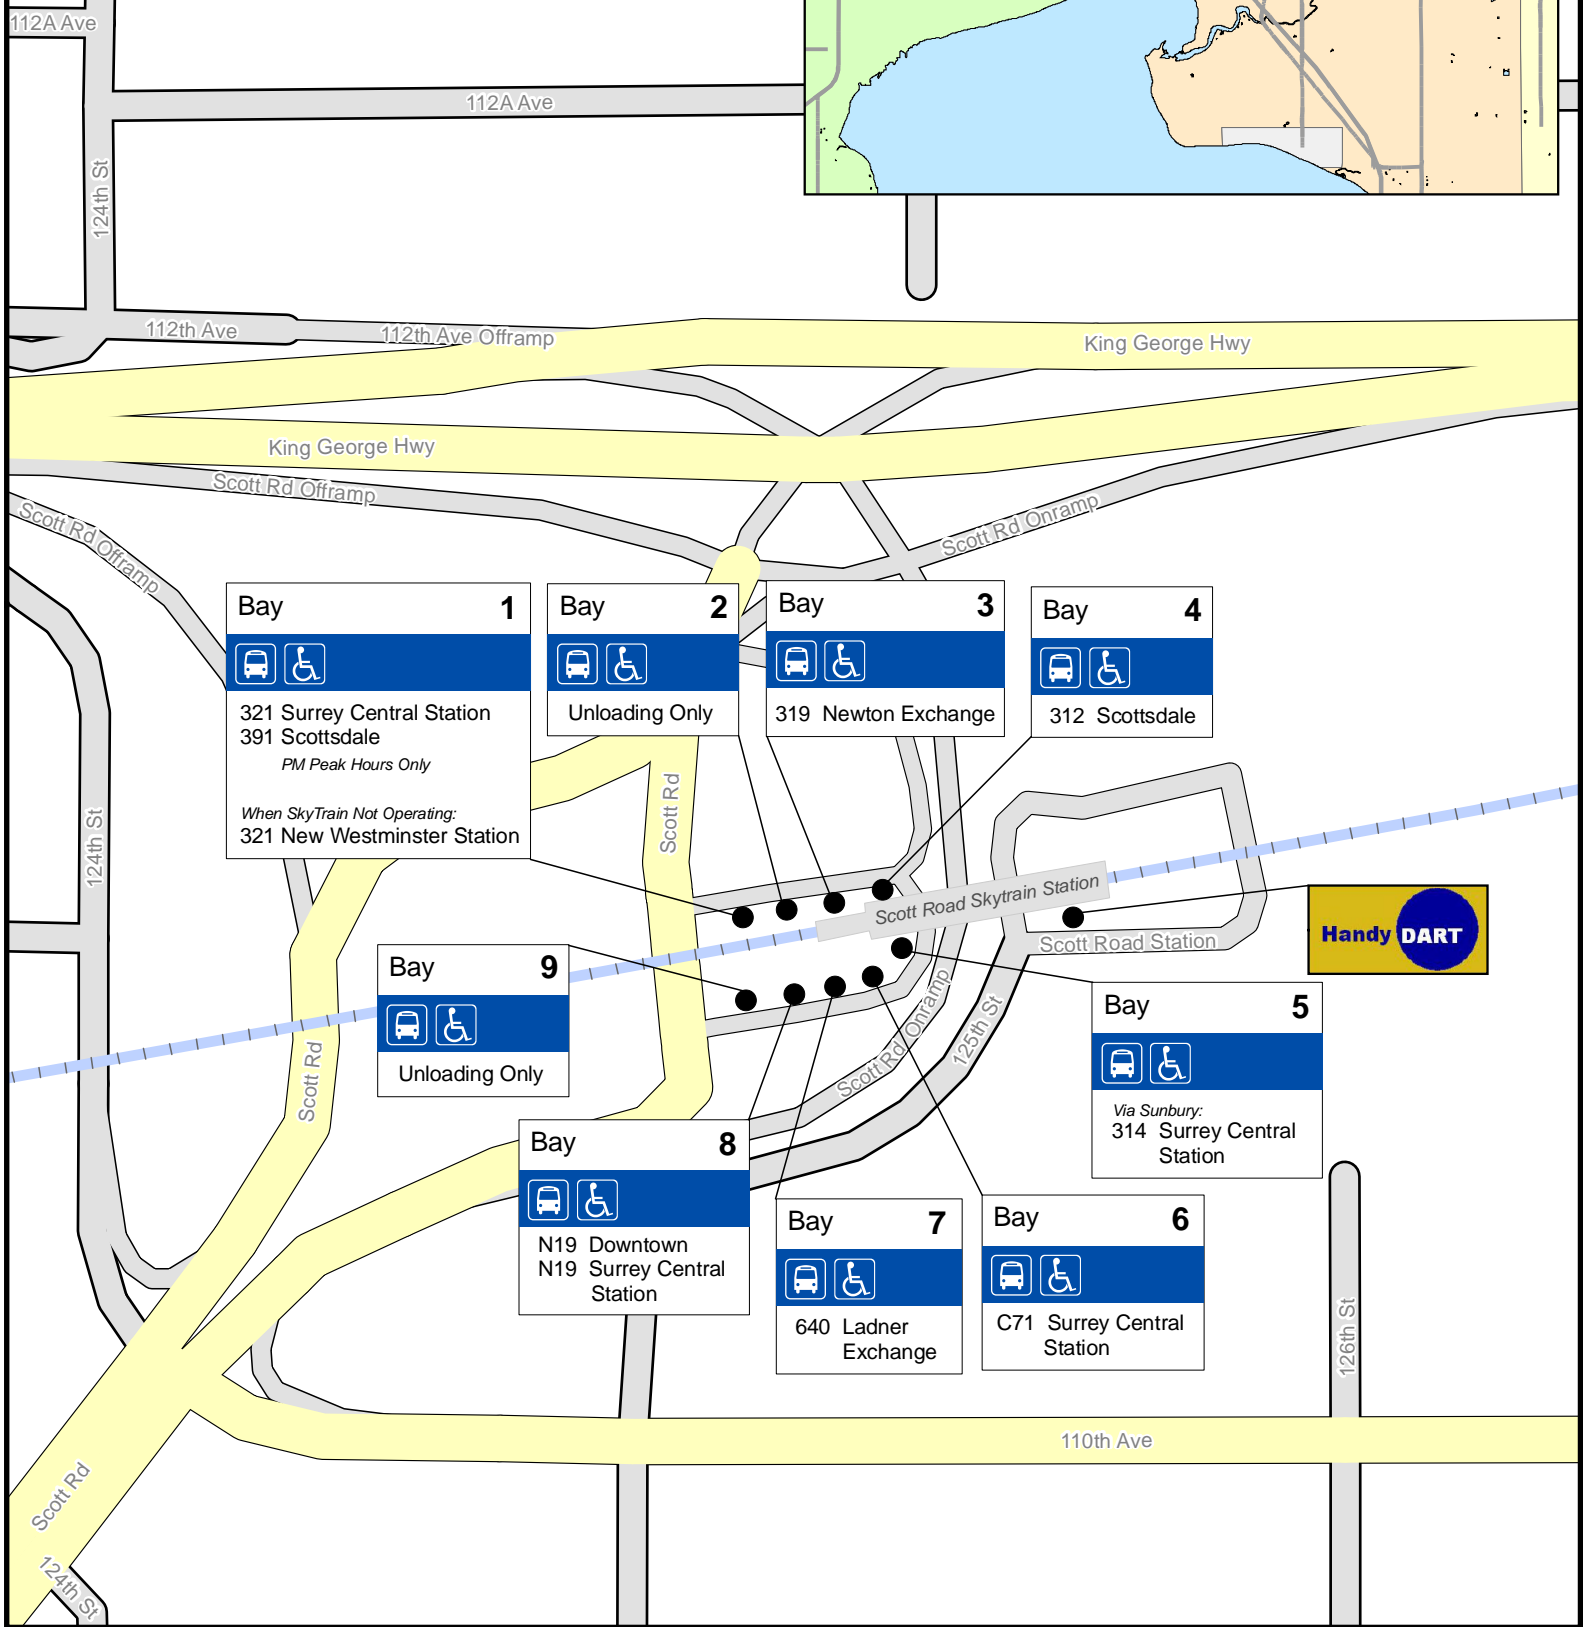 112A Ave
112A Ave
124th St
112th Ave
112th Ave Offramp
King George Hwy
King George Hwy
Scott Rd Offramp
Scott Rd Offramp
Scott Rd Onramp
Bay 1
321 Surrey Central Station
391 Scottsdale
PM Peak Hours Only
When SkyTrain Not Operating:
321 New Westminster Station
Bay 2
Unloading Only
Bay 3
319 Newton Exchange
Bay 4
312 Scottsdale
124th St
Scott Rd
Scott Road Skytrain Station
Scott Road Station
Handy DART
Bay 9
Unloading Only
Scott Rd
Scott Rd Onramp
125th St
Bay 5
Via Sunbury:
314 Surrey Central
Station
Bay 8
N19 Downtown
N19 Surrey Central
Station
Bay 7
640 Ladner
Exchange
Bay 6
C71 Surrey Central
Station
126th St
110th Ave
Scott Rd
124th St